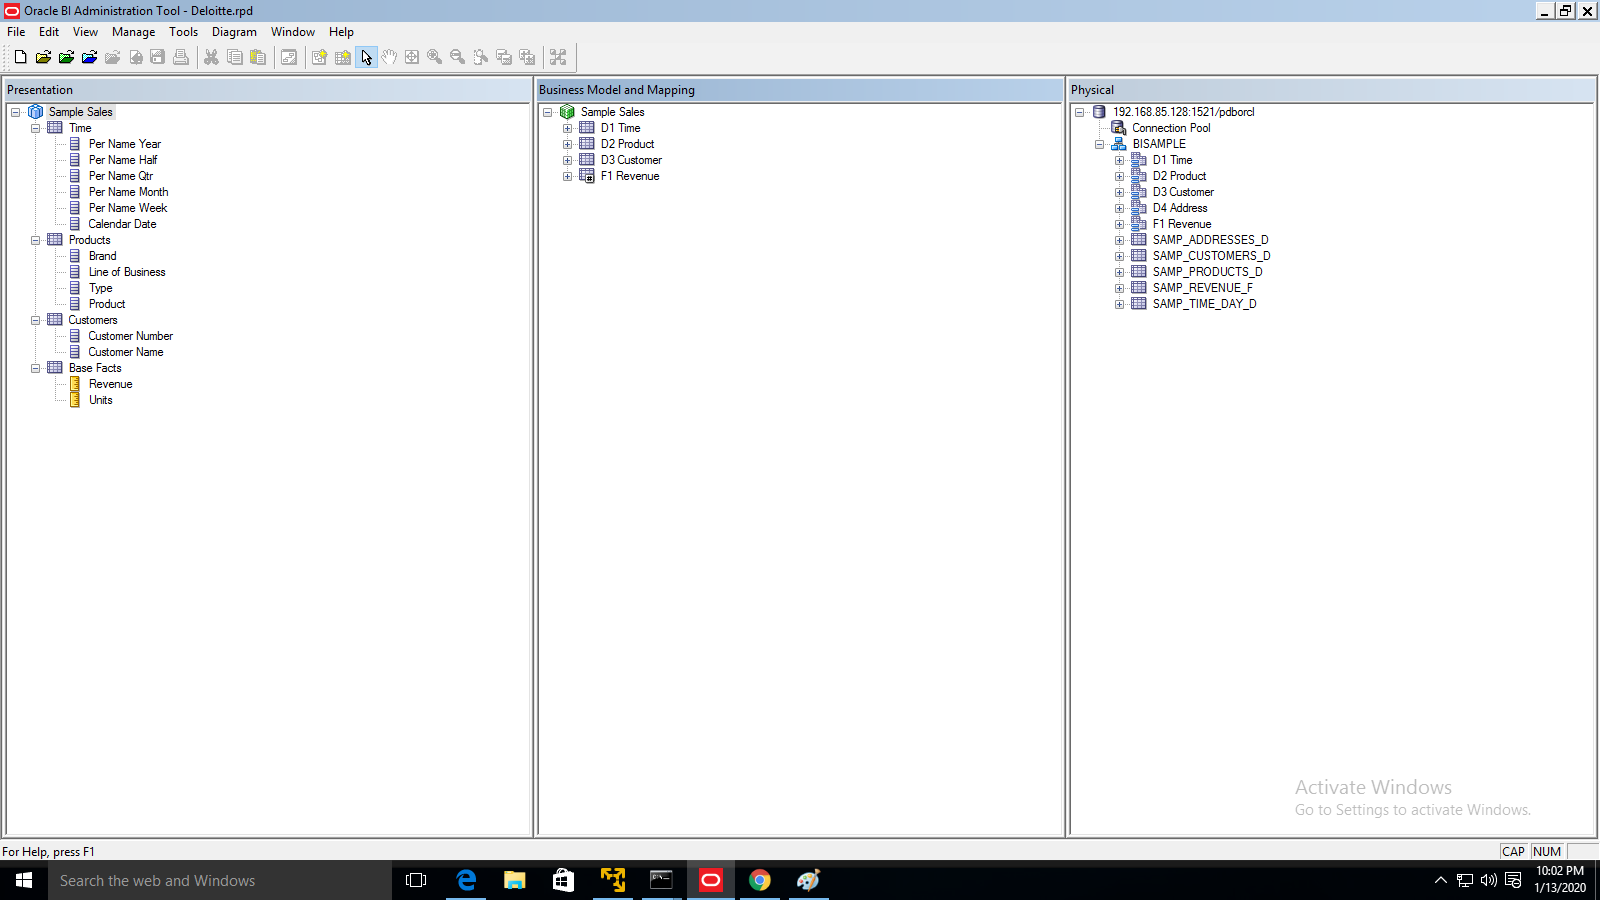 Oracle BI Administration Tool - Deloitte.rpd
File Edit View Manage Tools Diagram Window Help
Presentation
Sample Sales
Time
Per Name Year
Per Name Half
Per Name Qtr
Per Name Month
Per Name Week
Calendar Date
Products
Brand
Line of Business
Type
Product
Customers
Customer Number
Customer Name
Base Facts
Revenue
Units
Business Model and Mapping
Sample Sales
D1 Time
D2 Product
D3 Customer
F1 Revenue
Physical
192.168.85.128:1521/pdborcl
Connection Pool
BISAMPLE
D1 Time
D2 Product
D3 Customer
D4 Address
F1 Revenue
SAMP_ADDRESSES_D
SAMP_CUSTOMERS_D
SAMP_PRODUCTS_D
SAMP_REVENUE_F
SAMP_TIME_DAY_D
Activate Windows
Go to Settings to activate Windows.
For Help, press F1
CAP NUM
Search the web and Windows
10:02 PM
1/13/2020